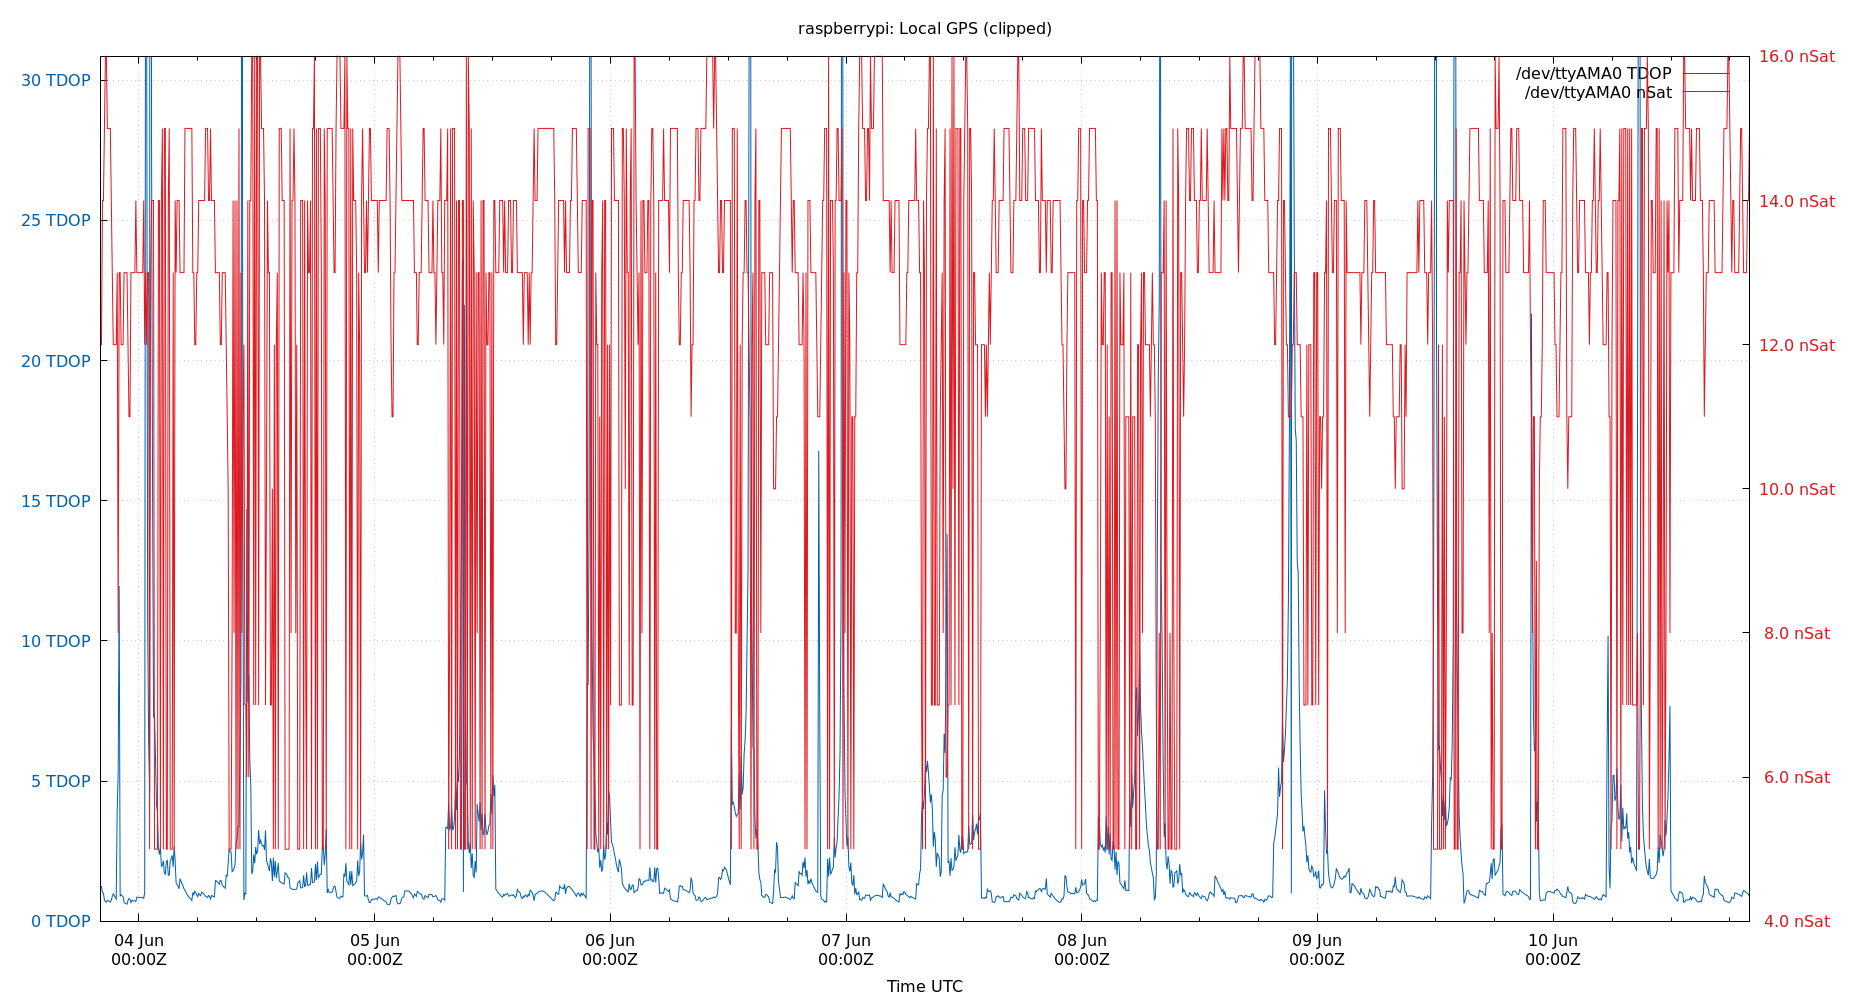 raspberrypi: Local GPS (clipped)
/dev/ttyAMA0 TDOP
/dev/ttyAMA0 nSat
30 TDOP
25 TDOP
20 TDOP
15 TDOP
10 TDOP
5 TDOP
0 TDOP
16.0 nSat
14.0 nSat
12.0 nSat
10.0 nSat
8.0 nSat
6.0 nSat
4.0 nSat
04 Jun
00:00Z
05 Jun
00:00Z
06 Jun
00:00Z
07 Jun
00:00Z
08 Jun
00:00Z
09 Jun
00:00Z
10 Jun
00:00Z
Time UTC